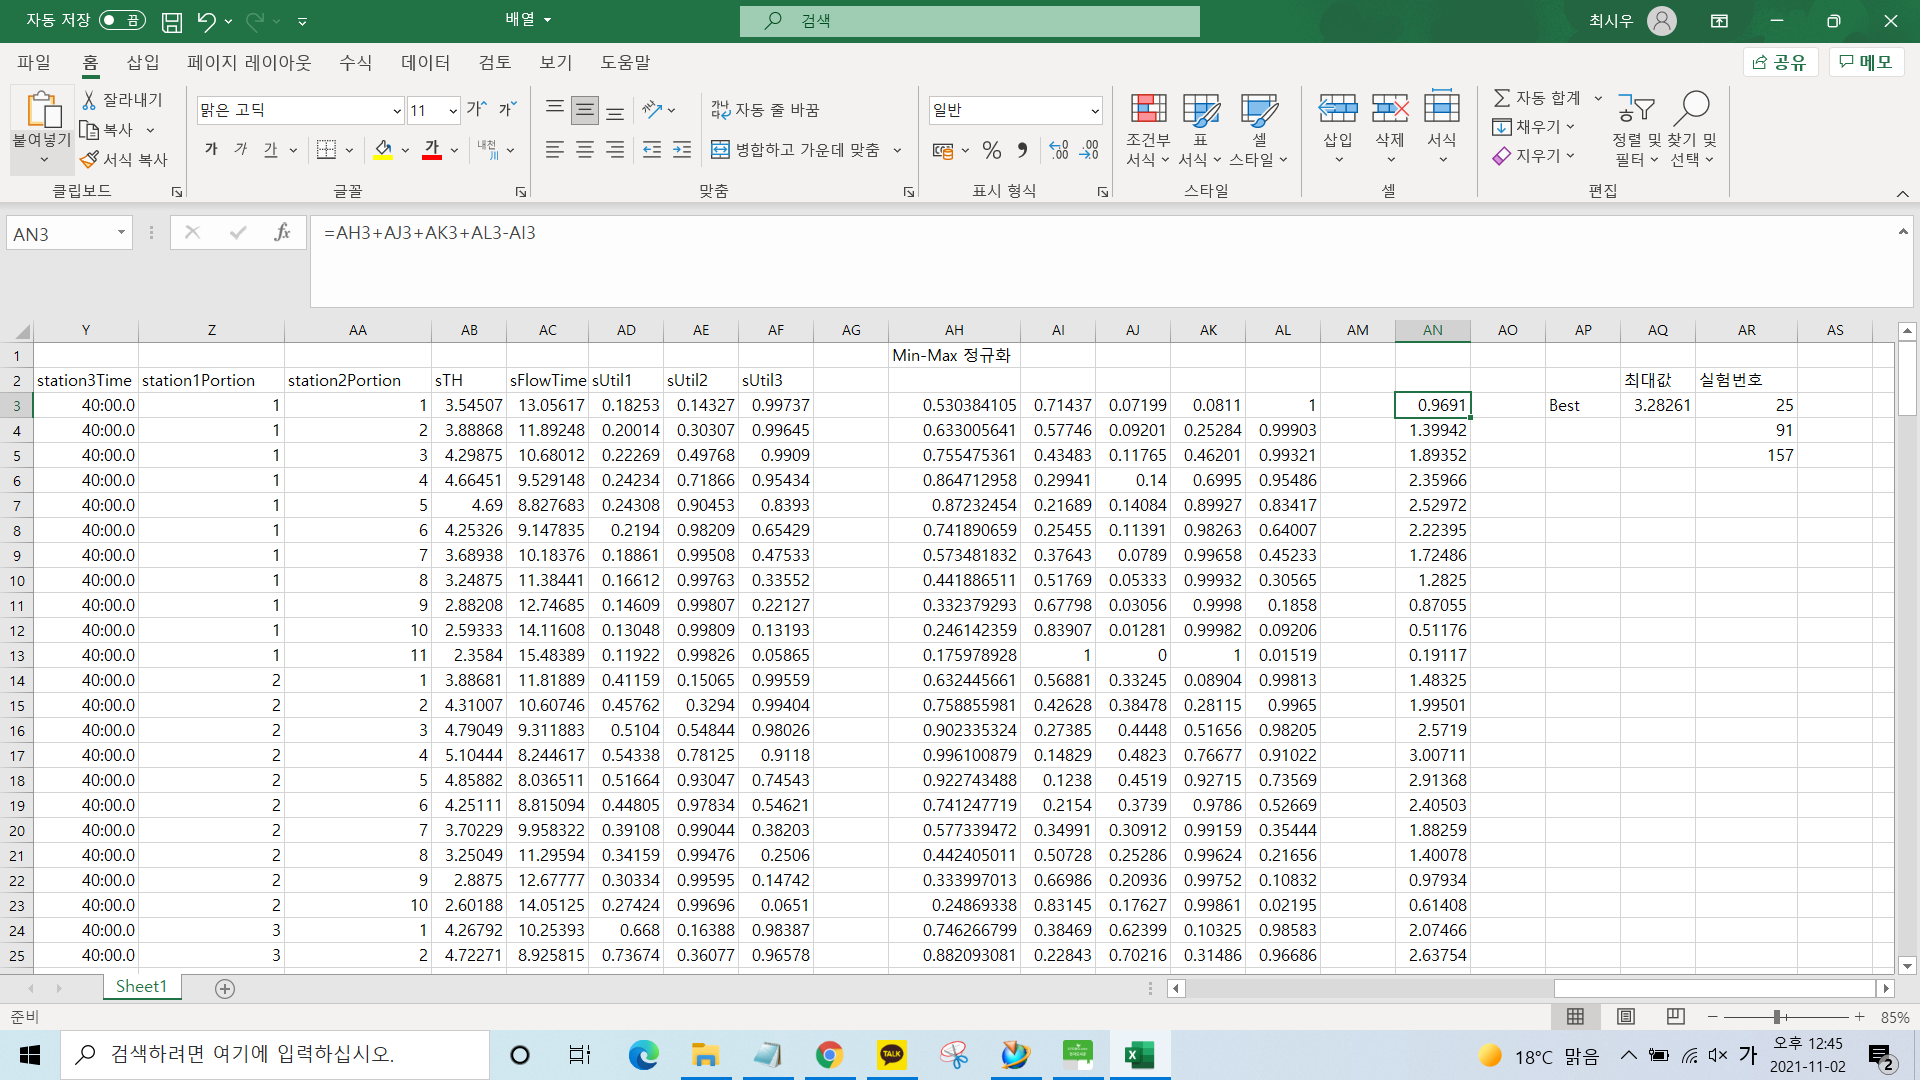 자동 저장 끔 배열 검색 최시우
파일 홈 삽입 페이지 레이아웃 수식 데이터 검토 보기 도움말 공유 메모
붙여넣기 잘라내기 복사 서식 복사 클립보드
맑은 고딕 11 가 가 가 가 가 가 내천 川 글꼴
가나 다라 자동 줄 바꿈 병합하고 가운데 맞춤 맞춤
일반 % 표시 형식
조건부 서식 표 서식 셀 스타일 스타일
삽입 삭제 서식 셀
자동 합계 채우기 지우기 정렬 및 필터 찾기 및 선택 편집
AN3 fx =AH3+AJ3+AK3+AL3-AI3
Y Z AA AB AC AD AE AF AG AH AI AJ AK AL AM AN AO AP AQ AR AS
1 Min-Max 정규화
2 station3Time station1Portion station2Portion sTH sFlowTime sUtil1 sUtil2 sUtil3 최대값 실험번호
3 40:00.0 1 1 3.54507 13.05617 0.18253 0.14327 0.99737 0.530384105 0.71437 0.07199 0.0811 1 0.9691 Best 3.28261 25
4 40:00.0 1 2 3.88868 11.89248 0.20014 0.30307 0.99645 0.633005641 0.57746 0.09201 0.25284 0.99903 1.39942 91
5 40:00.0 1 3 4.29875 10.68012 0.22269 0.49768 0.9909 0.755475361 0.43483 0.11765 0.46201 0.99321 1.89352 157
6 40:00.0 1 4 4.66451 9.529148 0.24234 0.71866 0.95434 0.864712958 0.29941 0.14 0.6995 0.95486 2.35966
7 40:00.0 1 5 4.69 8.827683 0.24308 0.90453 0.8393 0.87232454 0.21689 0.14084 0.89927 0.83417 2.52972
8 40:00.0 1 6 4.25326 9.147835 0.2194 0.98209 0.65429 0.741890659 0.25455 0.11391 0.98263 0.64007 2.22395
9 40:00.0 1 7 3.68938 10.18376 0.18861 0.99508 0.47533 0.573481832 0.37643 0.0789 0.99658 0.45233 1.72486
10 40:00.0 1 8 3.24875 11.38441 0.16612 0.99763 0.33552 0.441886511 0.51769 0.05333 0.99932 0.30565 1.2825
11 40:00.0 1 9 2.88208 12.74685 0.14609 0.99807 0.22127 0.332379293 0.67798 0.03056 0.9998 0.1858 0.87055
12 40:00.0 1 10 2.59333 14.11608 0.13048 0.99809 0.13193 0.246142359 0.83907 0.01281 0.99982 0.09206 0.51176
13 40:00.0 1 11 2.3584 15.48389 0.11922 0.99826 0.05865 0.175978928 1 0 1 0.01519 0.19117
14 40:00.0 2 1 3.88681 11.81889 0.41159 0.15065 0.99559 0.632445661 0.56881 0.33245 0.08904 0.99813 1.48325
15 40:00.0 2 2 4.31007 10.60746 0.45762 0.3294 0.99404 0.758855981 0.42628 0.38478 0.28115 0.9965 1.99501
16 40:00.0 2 3 4.79049 9.311883 0.5104 0.54844 0.98026 0.902335324 0.27385 0.4448 0.51656 0.98205 2.5719
17 40:00.0 2 4 5.10444 8.244617 0.54338 0.78125 0.9118 0.996100879 0.14829 0.4823 0.76677 0.91022 3.00711
18 40:00.0 2 5 4.85882 8.036511 0.51664 0.93047 0.74543 0.922743488 0.1238 0.4519 0.92715 0.73569 2.91368
19 40:00.0 2 6 4.25111 8.815094 0.44805 0.97834 0.54621 0.741247719 0.2154 0.3739 0.9786 0.52669 2.40503
20 40:00.0 2 7 3.70229 9.958322 0.39108 0.99044 0.38203 0.577339472 0.34991 0.30912 0.99159 0.35444 1.88259
21 40:00.0 2 8 3.25049 11.29594 0.34159 0.99476 0.2506 0.442405011 0.50728 0.25286 0.99624 0.21656 1.40078
22 40:00.0 2 9 2.8875 12.67777 0.30334 0.99595 0.14742 0.333997013 0.66986 0.20936 0.99752 0.10832 0.97934
23 40:00.0 2 10 2.60188 14.05125 0.27424 0.99696 0.0651 0.24869338 0.83145 0.17627 0.99861 0.02195 0.61408
24 40:00.0 3 1 4.26792 10.25393 0.668 0.16388 0.98387 0.746266799 0.38469 0.62399 0.10325 0.98583 2.07466
25 40:00.0 3 2 4.72271 8.925815 0.73674 0.36077 0.96578 0.882093081 0.22843 0.70216 0.31486 0.96686 2.63754
Sheet1
준비 85%
검색하려면 여기에 입력하십시오. TALK 18°C 맑음 가 오후 12:45
2021-11-02 2